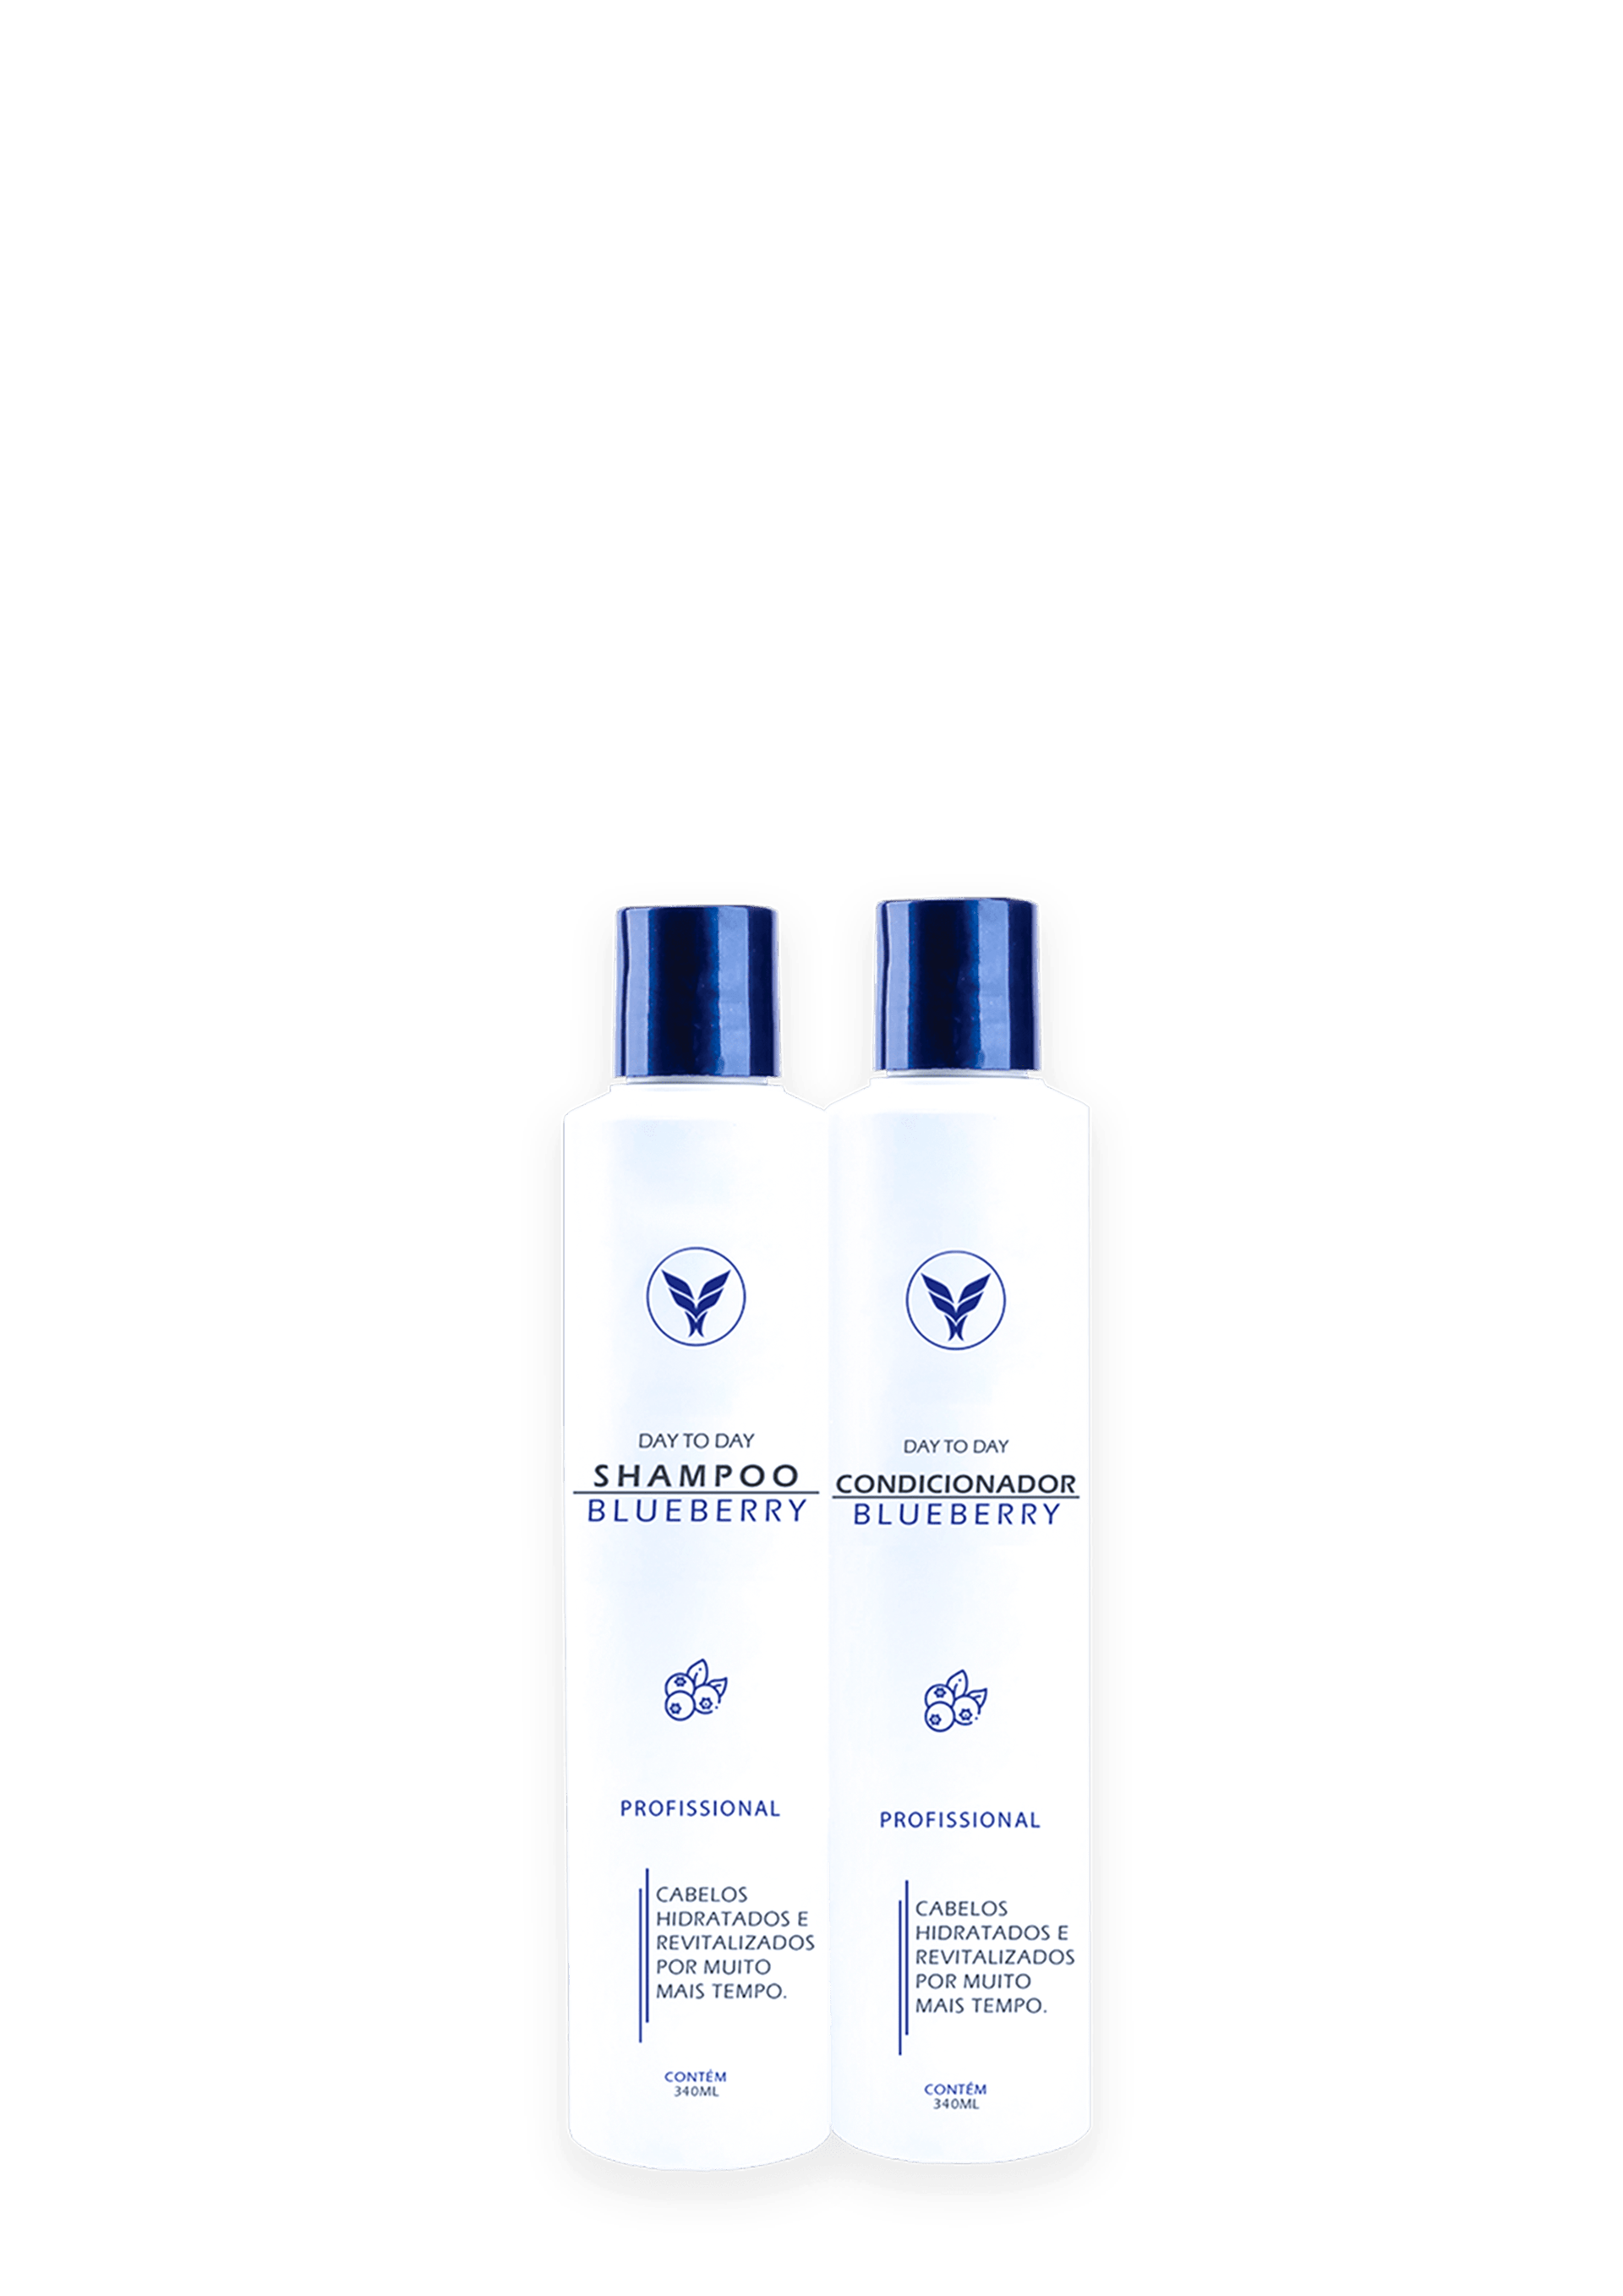 DAY TO DAY
SHAMPOO
BLUEBERRY
PROFISSIONAL
CABELOS
HIDRATADOS E
REVITALIZADOS
POR MUITO
MAIS TEMPO.
CONTÉM
340ML
DAY TO DAY
CONDICIONADOR
BLUEBERRY
PROFISSIONAL
CABELOS
HIDRATADOS E
REVITALIZADOS
POR MUITO
MAIS TEMPO.
CONTÉM
340ML